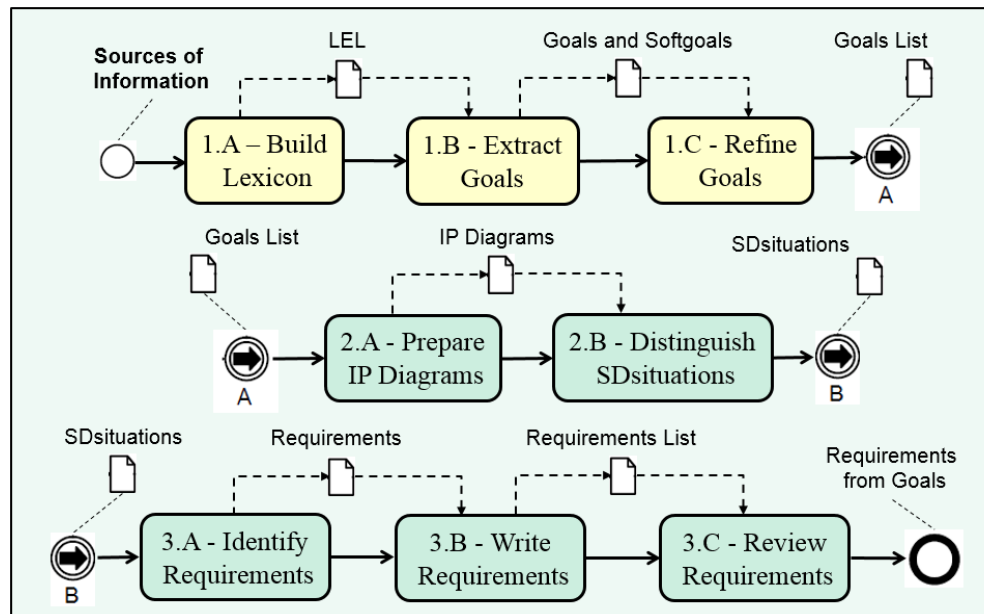 Sources of
Information
LEL
Goals and Softgoals
Goals List
1.A – Build
Lexicon
1.B - Extract
Goals
1.C - Refine
Goals
A
Goals List
IP Diagrams
SDsituations
2.A - Prepare
IP Diagrams
2.B - Distinguish
SDsituations
A
B
SDsituations
Requirements
Requirements List
Requirements
from Goals
3.A - Identify
Requirements
3.B - Write
Requirements
3.C - Review
Requirements
B